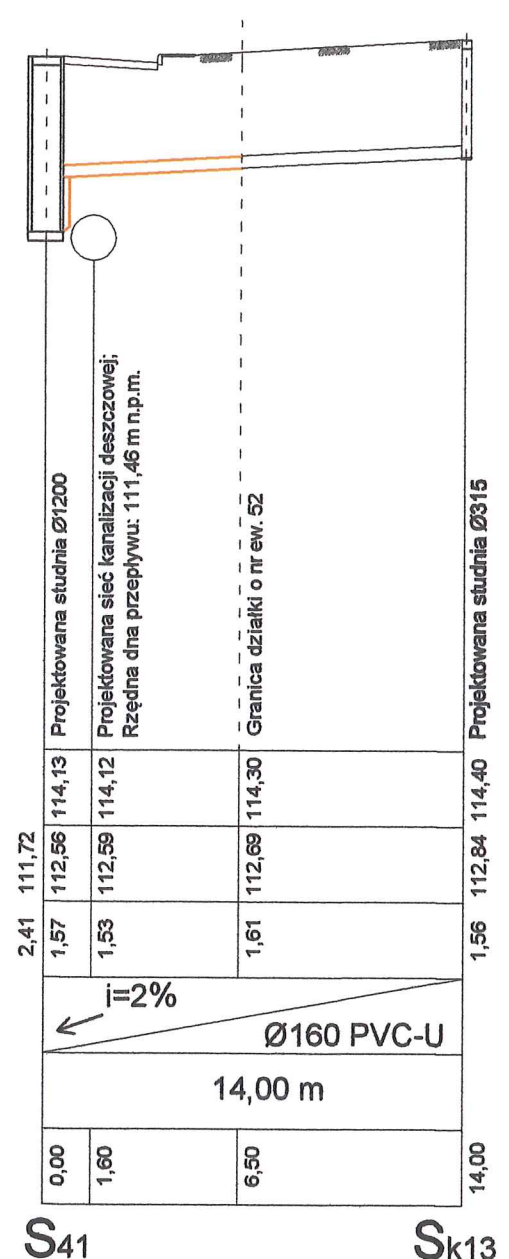 Projektowana studnia Ø1200
Projektowana sieć kanalizacji deszczowej;
Rzędna dna przepływu: 111,46 m n.p.m.
Granica działki o nr ew. 52
Projektowana studnia Ø315
114,13
114,12
114,30
114,40
111,72
112,56
112,59
112,69
112,84
2,41
1,57
1,53
1,61
1,56
i=2%
Ø160 PVC-U
14,00 m
0,00
1,60
6,50
14,00
S41
Sk13